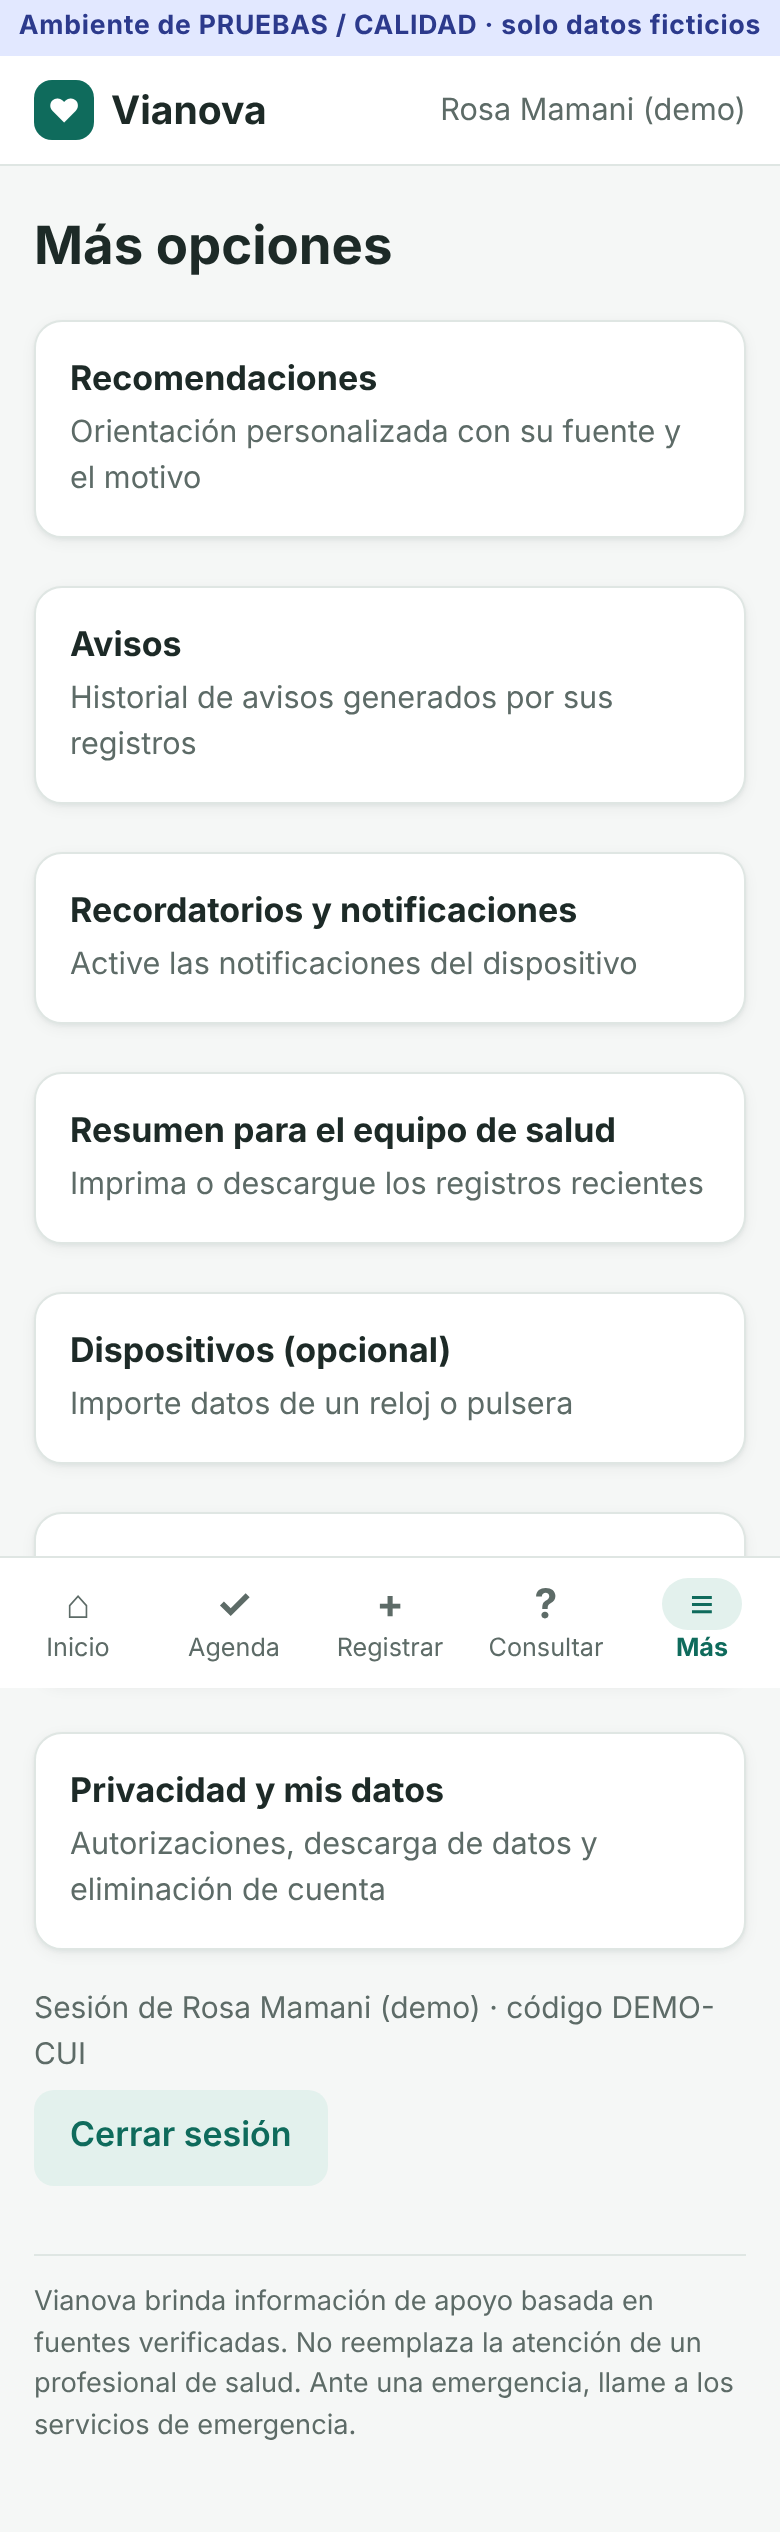 Ambiente de PRUEBAS / CALIDAD · solo datos ficticios
Vianova
Rosa Mamani (demo)
Más opciones
Recomendaciones
Orientación personalizada con su fuente y
el motivo
Avisos
Historial de avisos generados por sus
registros
Recordatorios y notificaciones
Active las notificaciones del dispositivo
Resumen para el equipo de salud
Imprima o descargue los registros recientes
Dispositivos (opcional)
Importe datos de un reloj o pulsera
Inicio
Agenda
Registrar
Consultar
Más
Privacidad y mis datos
Autorizaciones, descarga de datos y
eliminación de cuenta
Sesión de Rosa Mamani (demo) · código DEMO-
CUI
Cerrar sesión
Vianova brinda información de apoyo basada en
fuentes verificadas. No reemplaza la atención de un
profesional de salud. Ante una emergencia, llame a los
servicios de emergencia.